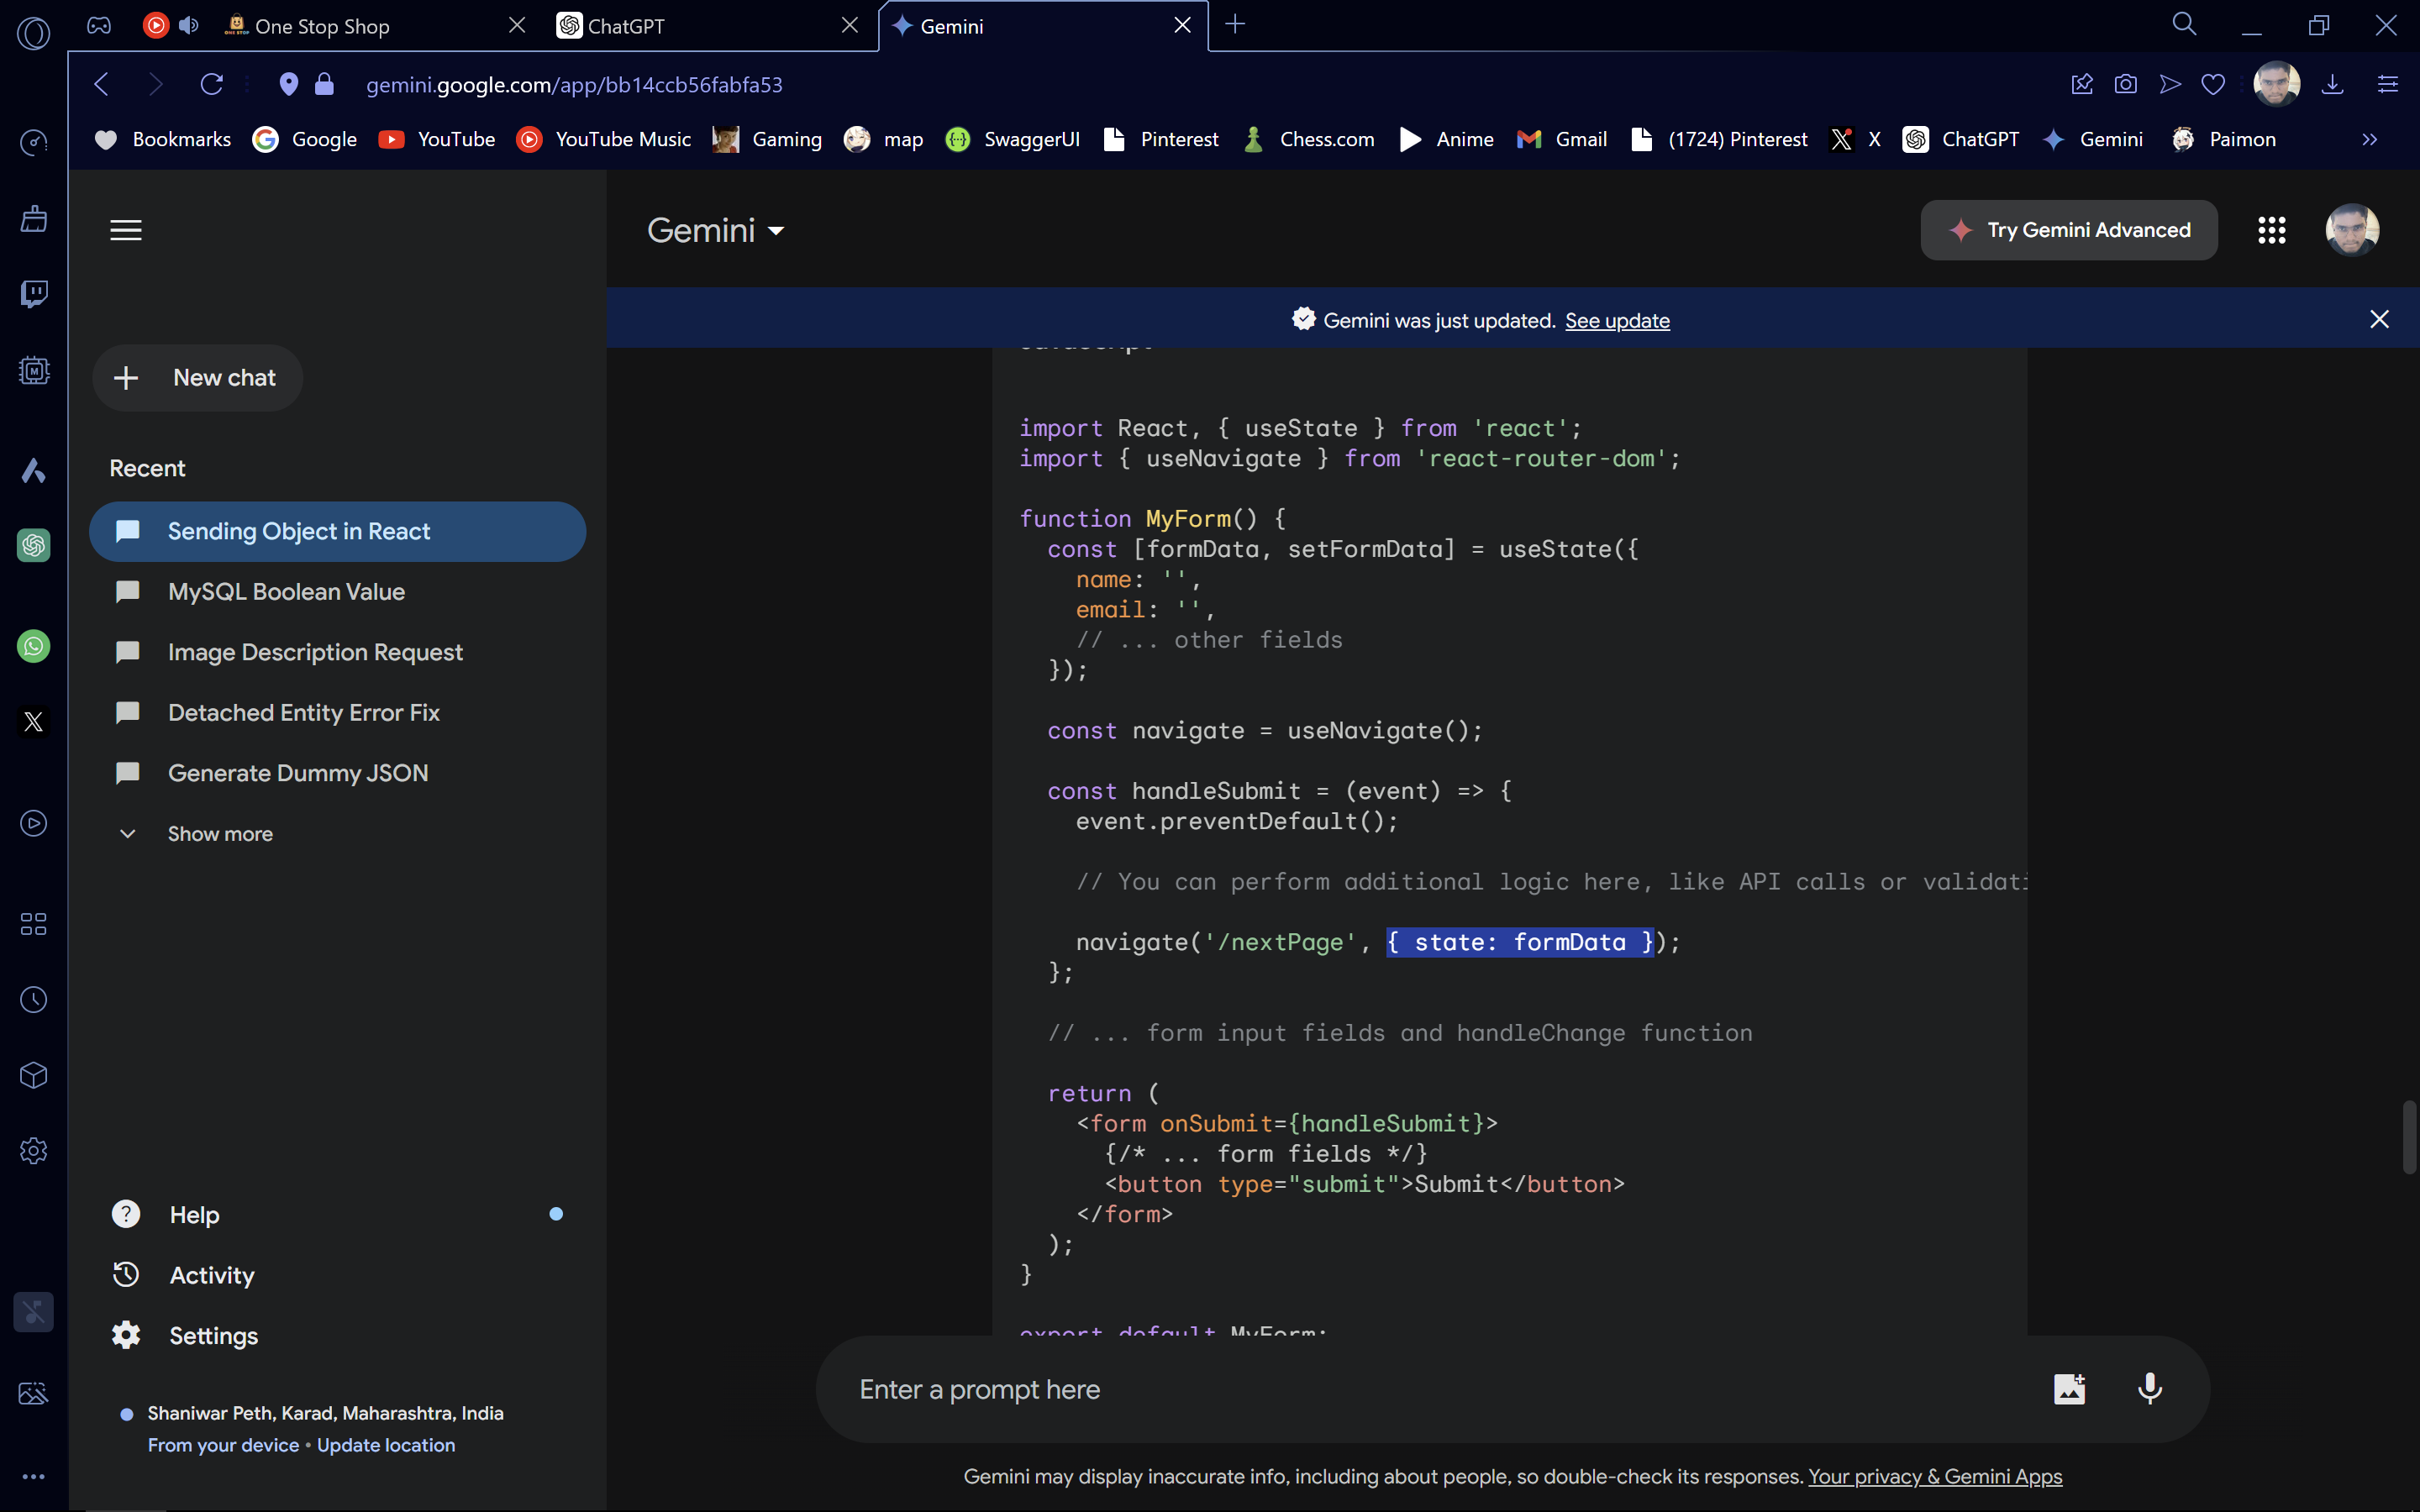 One Stop Shop
ChatGPT
Gemini
gemini.google.com/app/bb14ccb56fabfa53
Bookmarks
Google
YouTube
YouTube Music
Gaming
map
SwaggerUI
Pinterest
Chess.com
Anime
Gmail
(1724) Pinterest
X
ChatGPT
Gemini
Paimon
New chat
Recent
Sending Object in React
MySQL Boolean Value
Image Description Request
Detached Entity Error Fix
Generate Dummy JSON
Show more
Help
Activity
Settings
Shaniwar Peth, Karad, Maharashtra, India
From your device • Update location
Gemini
Try Gemini Advanced
Gemini was just updated. See update
import React, { useState } from 'react';
import { useNavigate } from 'react-router-dom';
function MyForm() {
const [formData, setFormData] = useState({
name: '',
email: '',
// ... other fields
});
const navigate = useNavigate();
const handleSubmit = (event) => {
event.preventDefault();
// You can perform additional logic here, like API calls or validati
navigate('/nextPage', { state: formData });
};
// ... form input fields and handleChange function
return (
<form onSubmit={handleSubmit}>
{/* ... form fields */}
<button type="submit">Submit</button>
</form>
);
}
export default MyForm;
Enter a prompt here
Gemini may display inaccurate info, including about people, so double-check its responses. Your privacy & Gemini Apps